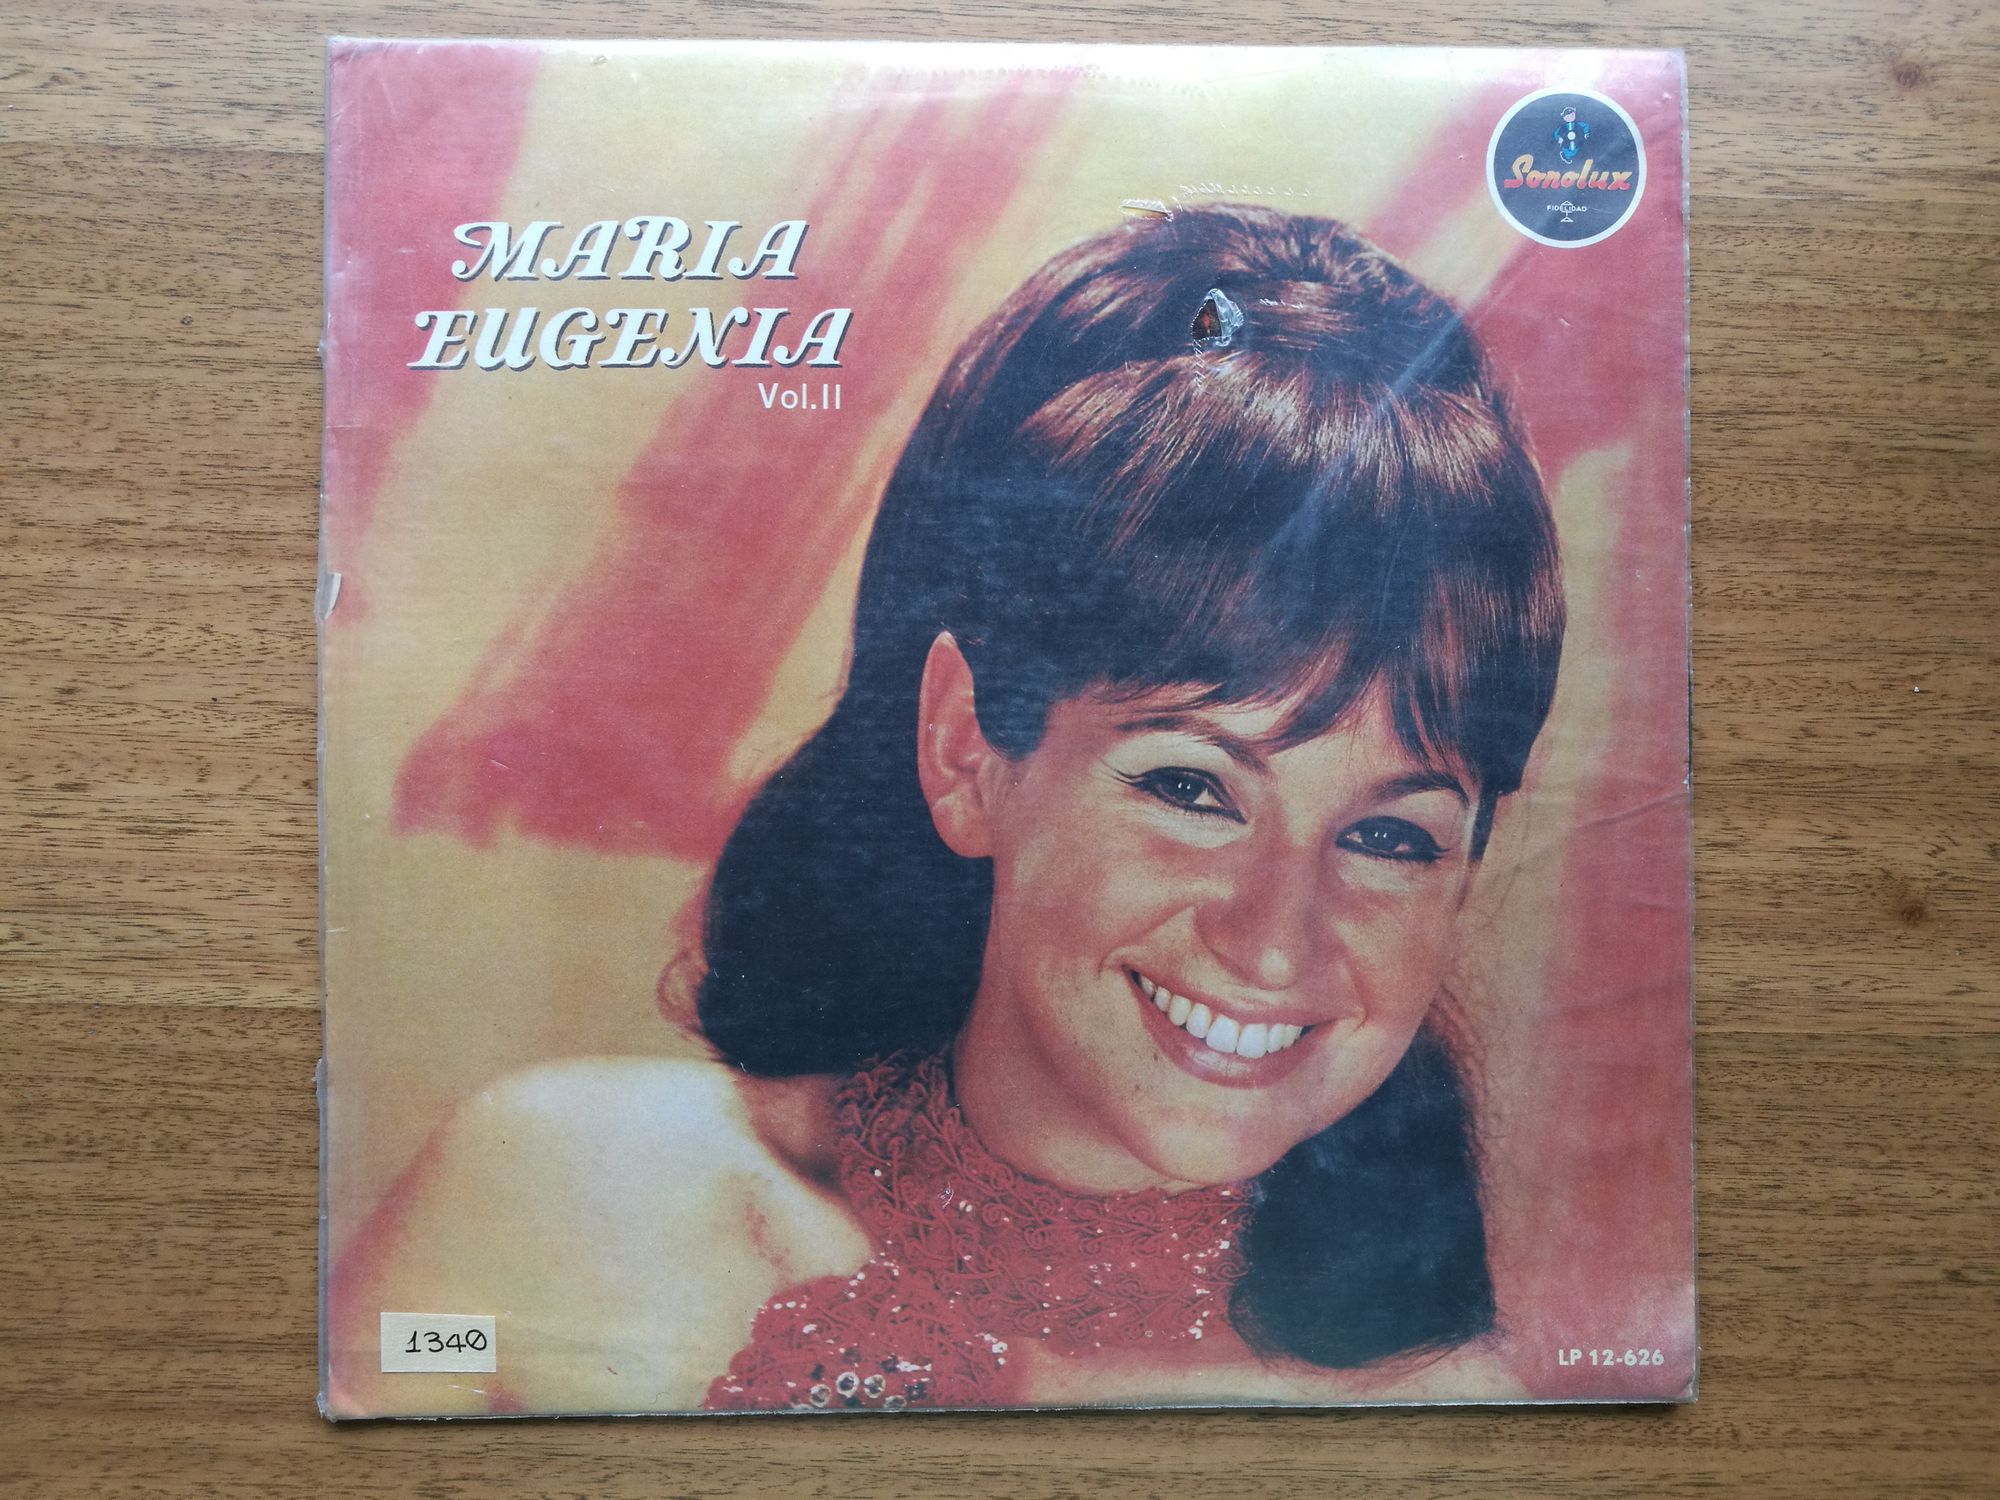 MARIA
EUGENIA
Vol.II
Sonolux
FIDELIDAD
1340
LP 12-626